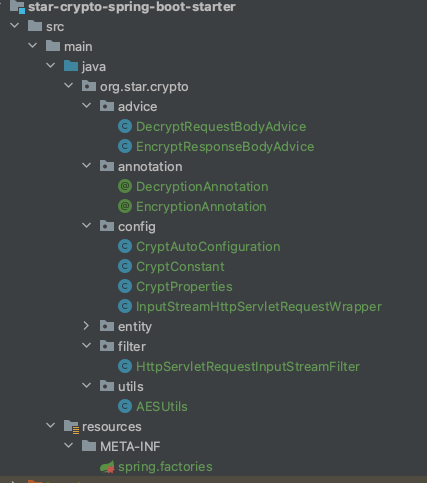 star-crypto-spring-boot-starter
src
main
java
org.star.crypto
advice
DecryptRequestBodyAdvice
EncryptResponseBodyAdvice
annotation
DecryptionAnnotation
EncryptionAnnotation
config
CryptAutoConfiguration
CryptConstant
CryptProperties
InputStreamHttpServletRequestWrapper
entity
filter
HttpServletRequestInputStreamFilter
utils
AESUtils
resources
META-INF
spring.factories